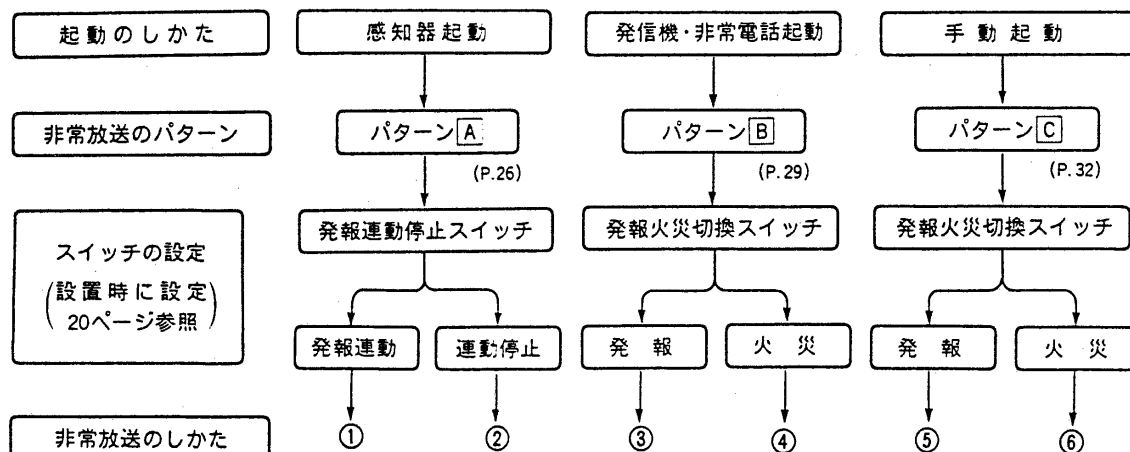 起動のしかた
感知器起動
発信機・非常電話起動
手動起動
非常放送のパターン
パターンA
パターンB
パターンC
(P.26)
(P.29)
(P.32)
スイッチの設定
(設置時に設定
20ページ参照)
発報連動停止スイッチ
発報火災切換スイッチ
発報火災切換スイッチ
発報連動
連動停止
発報
火災
発報
火災
非常放送のしかた
①
②
③
④
⑤
⑥